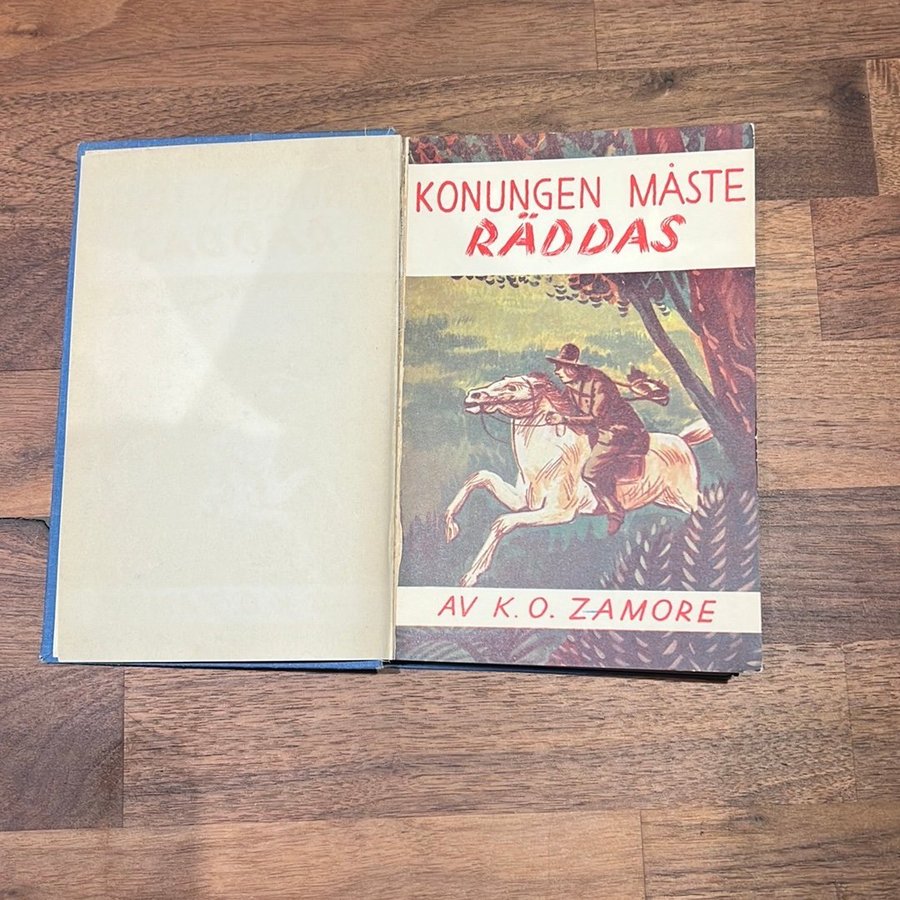 KONUNGEN MÅSTE
RÄDDAS
AV K. O. ZAMORE